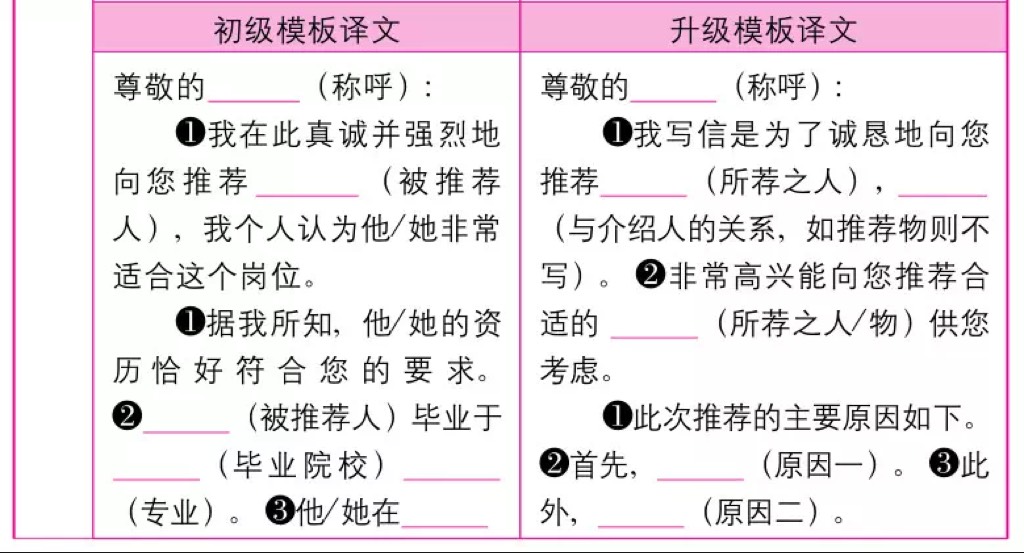 初级模板译文
尊敬的______（称呼）：
❶我在此真诚并强烈地
向您推荐______（被推荐
人），我个人认为他/她非常
适合这个岗位。
❶据我所知，他/她的资
历恰好符合您的要求。
❷______（被推荐人）毕业于
______（毕业院校）______
（专业）。❸他/她在______
升级模板译文
尊敬的______（称呼）：
❶我写信是为了诚恳地向您
推荐______（所荐之人），______
（与介绍人的关系，如推荐物则不
写）。❷非常高兴能向您推荐合
适的______（所荐之人/物）供您
考虑。
❶此次推荐的主要原因如下。
❷首先，______（原因一）。❸此
外，______（原因二）。